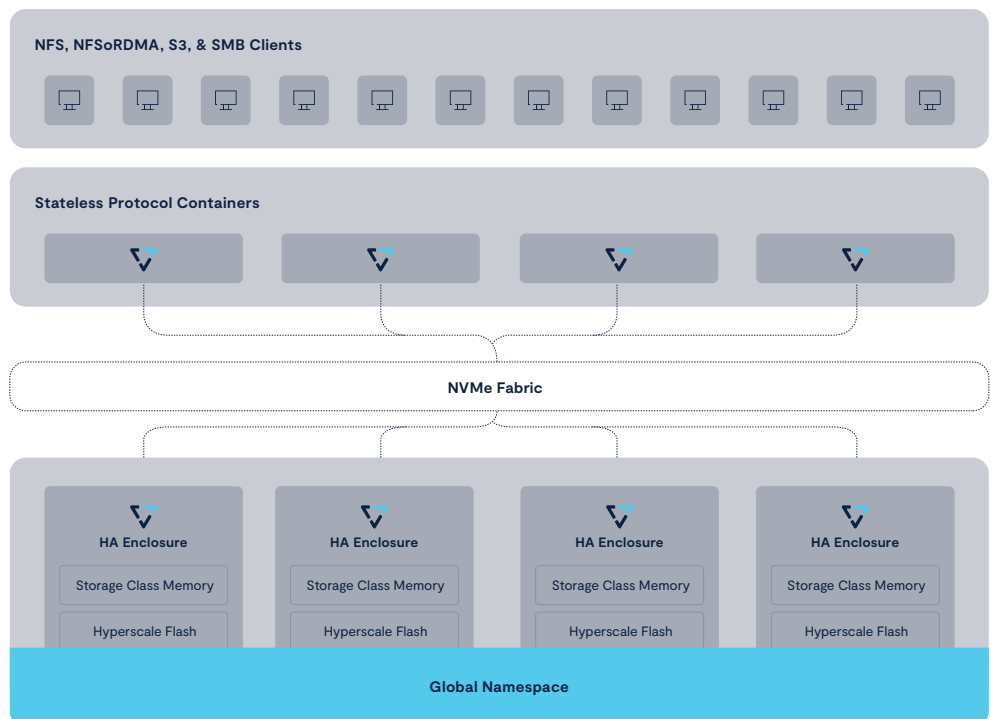 NFS, NFSoRDMA, S3, & SMB Clients
Stateless Protocol Containers
NVMe Fabric
HA Enclosure
HA Enclosure
HA Enclosure
HA Enclosure
Storage Class Memory
Storage Class Memory
Storage Class Memory
Storage Class Memory
Hyperscale Flash
Hyperscale Flash
Hyperscale Flash
Hyperscale Flash
Global Namespace